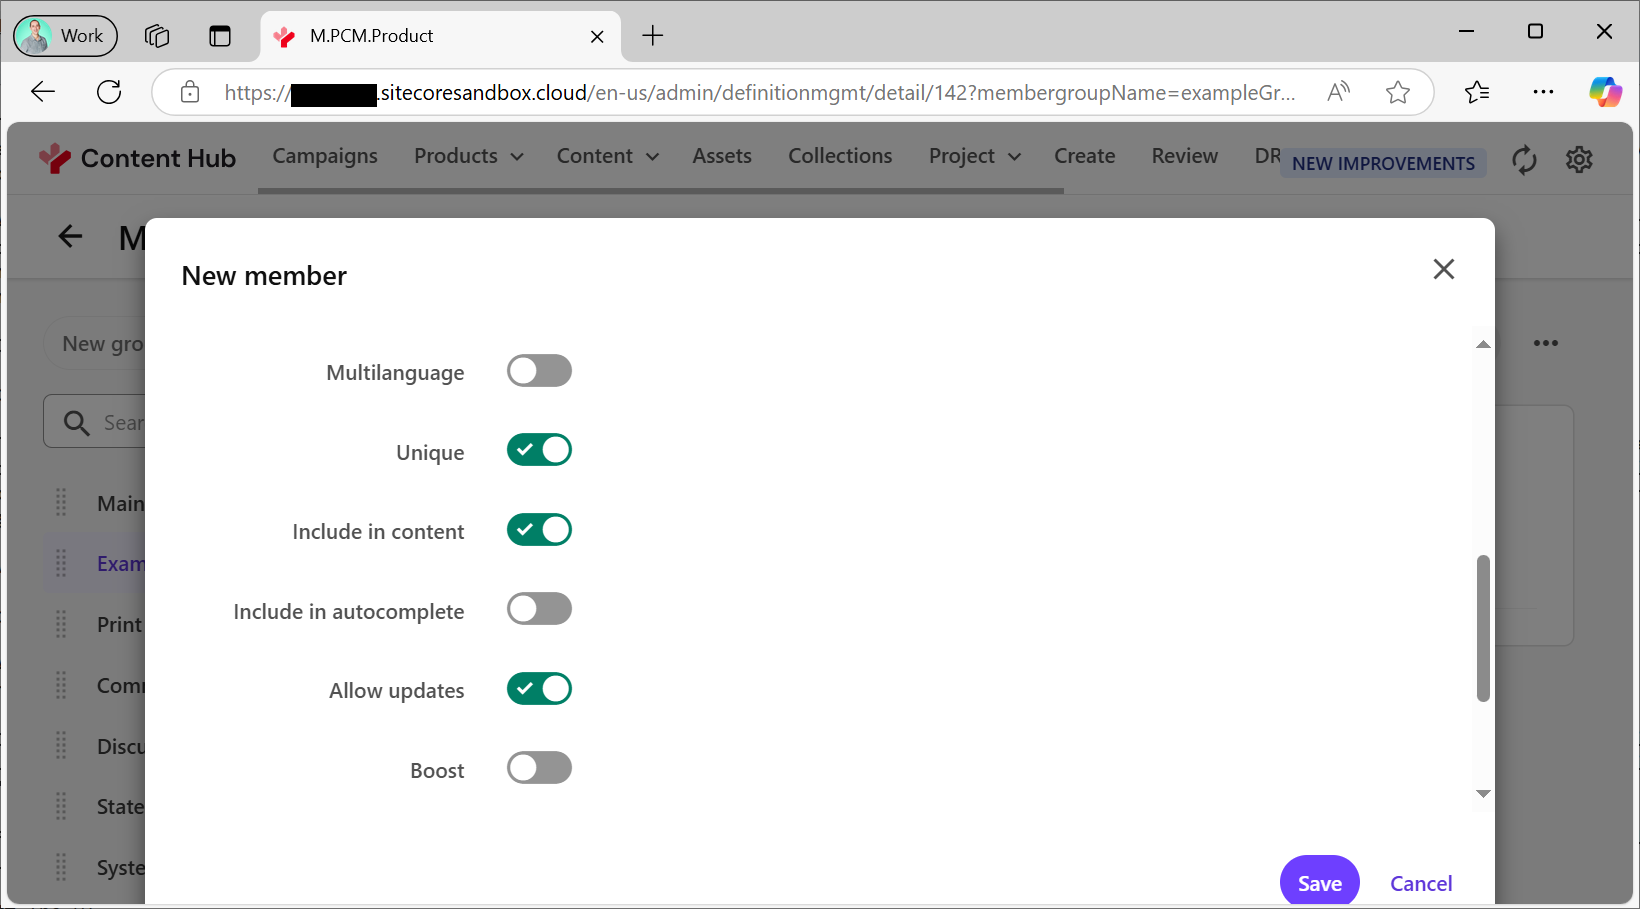 Work
M.PCM.Product
https://
.sitecoresandbox.cloud/en-us/admin/definitionmgmt/detail/142?membergroupName=exampleGr...
Content Hub
Campaigns
Products
Content
Assets
Collections
Project
Create
Review
DR
NEW IMPROVEMENTS
M
New member
New gro
Sear
Multilanguage
Unique
Include in content
Include in autocomplete
Allow updates
Boost
Main
Exam
Print
Com
Discu
State
Syste
Save
Cancel